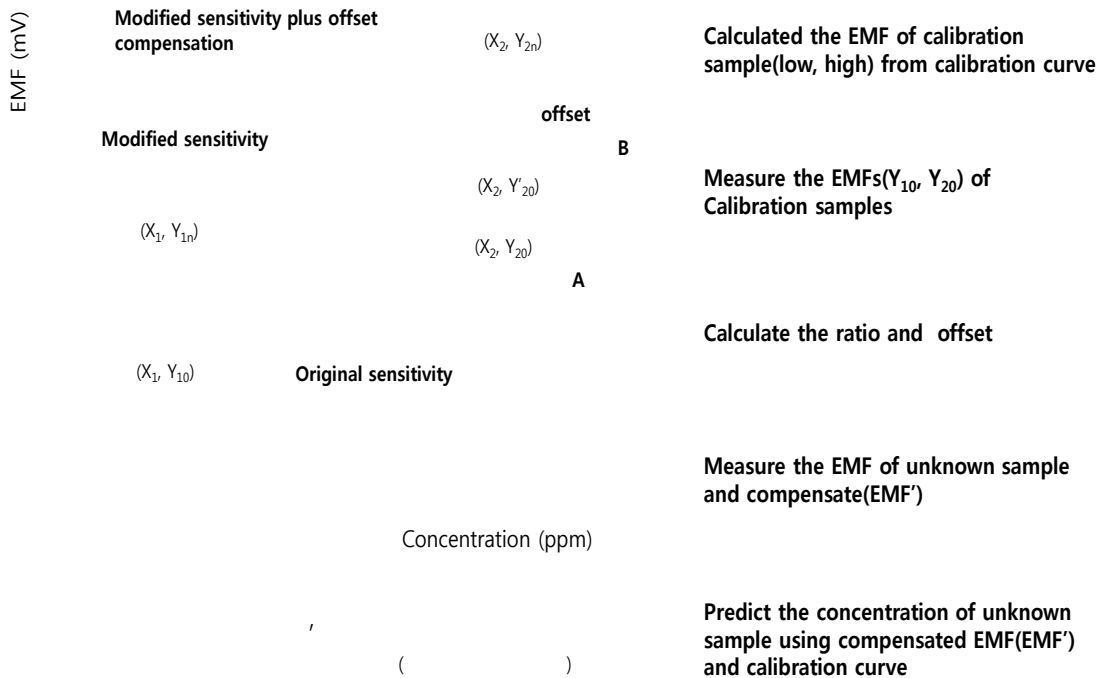 EMF (mV)
Modified sensitivity plus offset
compensation
(X₂, Y₂ₙ)
offset
Modified sensitivity
B
(X₂, Y'₂₀)
(X₁, Y₁ₙ)
(X₂, Y₂₀)
A
(X₁, Y₁₀)
Original sensitivity
Concentration (ppm)
,
( )
Calculated the EMF of calibration
sample(low, high) from calibration curve
Measure the EMFs(Y₁₀, Y₂₀) of
Calibration samples
Calculate the ratio and offset
Measure the EMF of unknown sample
and compensate(EMF')
Predict the concentration of unknown
sample using compensated EMF(EMF')
and calibration curve